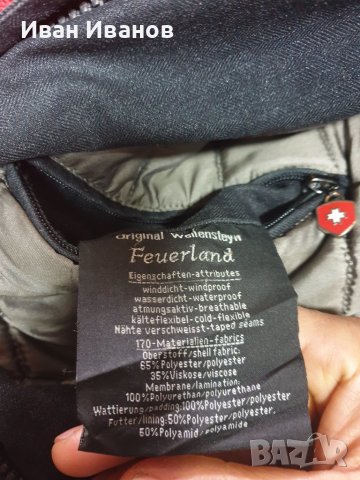 Иван Иванов
Original Wellensteyn
Feuerland
Eigenschaften-attributes
winddicht-windproof
wasserdicht-waterproof
atmungsaktiv-breathable
kälteflexibel-cold-flexible
Nähte verschweisst-taped seams
170-Materialien-fabrics
Oberstoff/shell fabric:
65%Polyester/polyester
35%Viskose/viscose
Membrane/lamination:
100%Polyurethan/polyurethane
Wattierung/padding:100%Polyester/polyester
Futter/lining:50%Polyester/polyester
50%Polyamid/polyamide
BAZAR